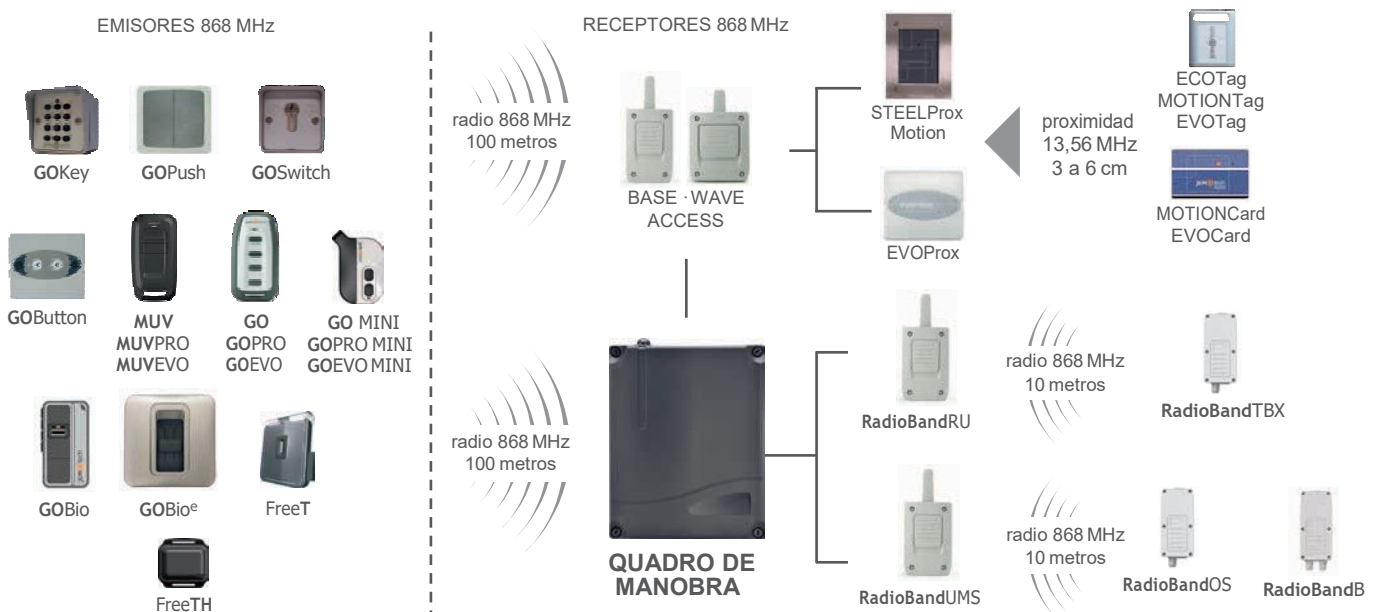 EMISORES 868 MHz
GOKey
GOPush
GOSwitch
GOButton
MUV
MUVPRO
MUVEVO
GO
GOPRO
GOEVO
GO MINI
GOPRO MINI
GOEVO MINI
GOBio
GOBioe
FreeT
FreeTH
RECEPTORES 868 MHz
radio 868 MHz
100 metros
BASE · WAVE
ACCESS
STEELProx
Motion
EVOProx
proximidad
13,56 MHz
3 a 6 cm
ECOTag
MOTIONTag
EVOTag
MOTIONCard
EVOCard
radio 868 MHz
100 metros
QUADRO DE
MANOBRA
RadioBandRU
radio 868 MHz
10 metros
RadioBandTBX
RadioBandUMS
radio 868 MHz
10 metros
RadioBandOS
RadioBandB